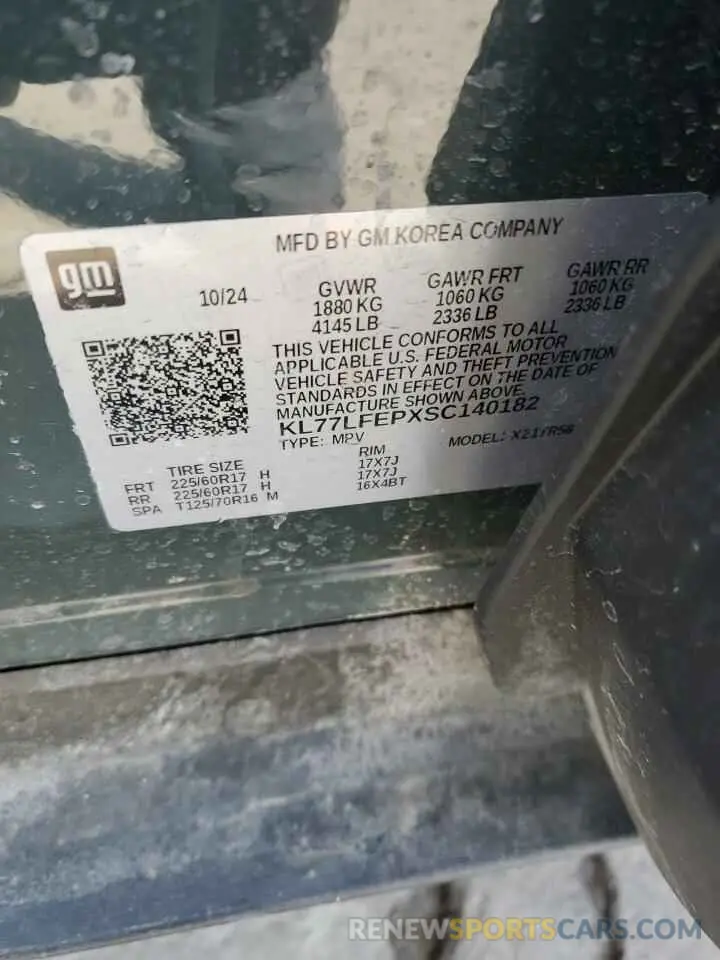 MFD BY GM KOREA COMPANY
gm
10/24
GVWR
1880 KG
4145 LB
GAWR FRT
1060 KG
2336 LB
GAWR RR
1060 KG
2336 LB
THIS VEHICLE CONFORMS TO ALL
APPLICABLE U.S. FEDERAL MOTOR
VEHICLE SAFETY AND THEFT PREVENTION
STANDARDS IN EFFECT ON THE DATE OF
MANUFACTURE SHOWN ABOVE
KL77LFEPXSC140182
TYPE: MPV MODEL:
TIRE SIZE RIM
FRT 225/60R17 H 17X7J
RR 225/60R17 H 17X7J
SPA T125/70R16 M 16X4BT
RENEWSPORTSCARS.COM